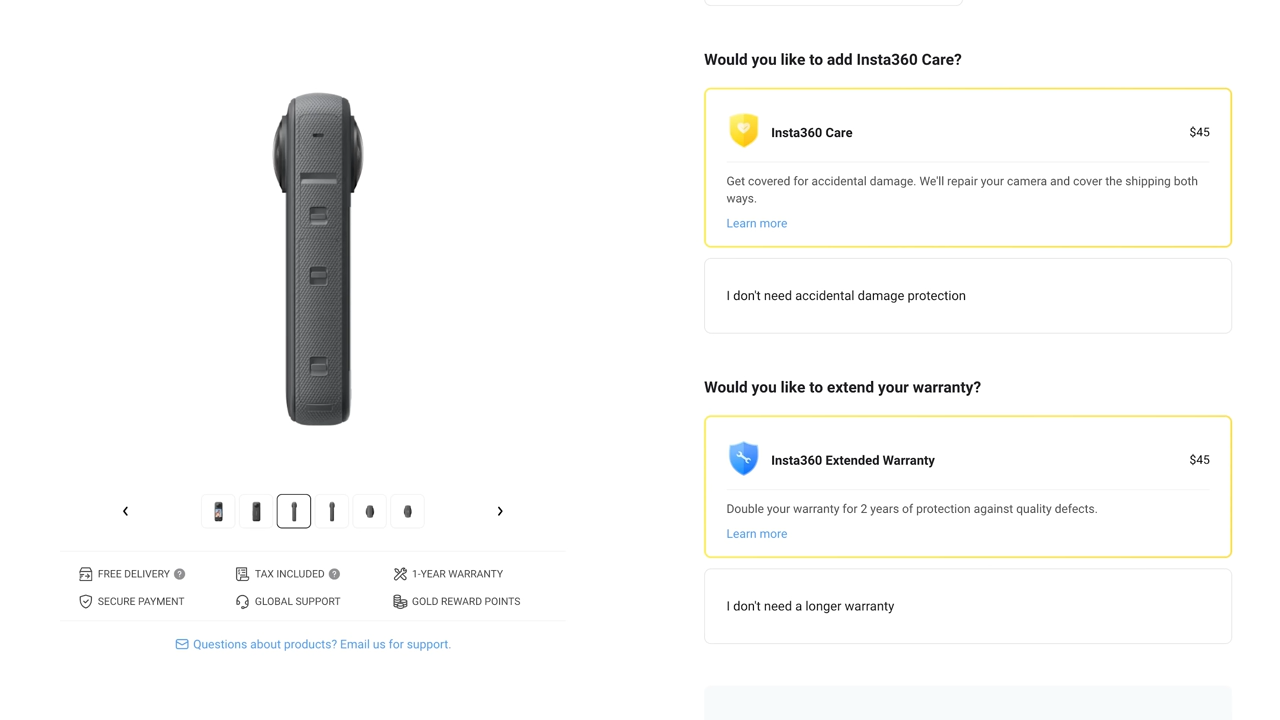 Would you like to add Insta360 Care?
Insta360 Care
$45
Get covered for accidental damage. We'll repair your camera and cover the shipping both
ways.
Learn more
I don't need accidental damage protection
Would you like to extend your warranty?
Insta360 Extended Warranty
$45
Double your warranty for 2 years of protection against quality defects.
Learn more
I don't need a longer warranty
FREE DELIVERY ?
TAX INCLUDED ?
1-YEAR WARRANTY
SECURE PAYMENT
GLOBAL SUPPORT
GOLD REWARD POINTS
Questions about products? Email us for support.